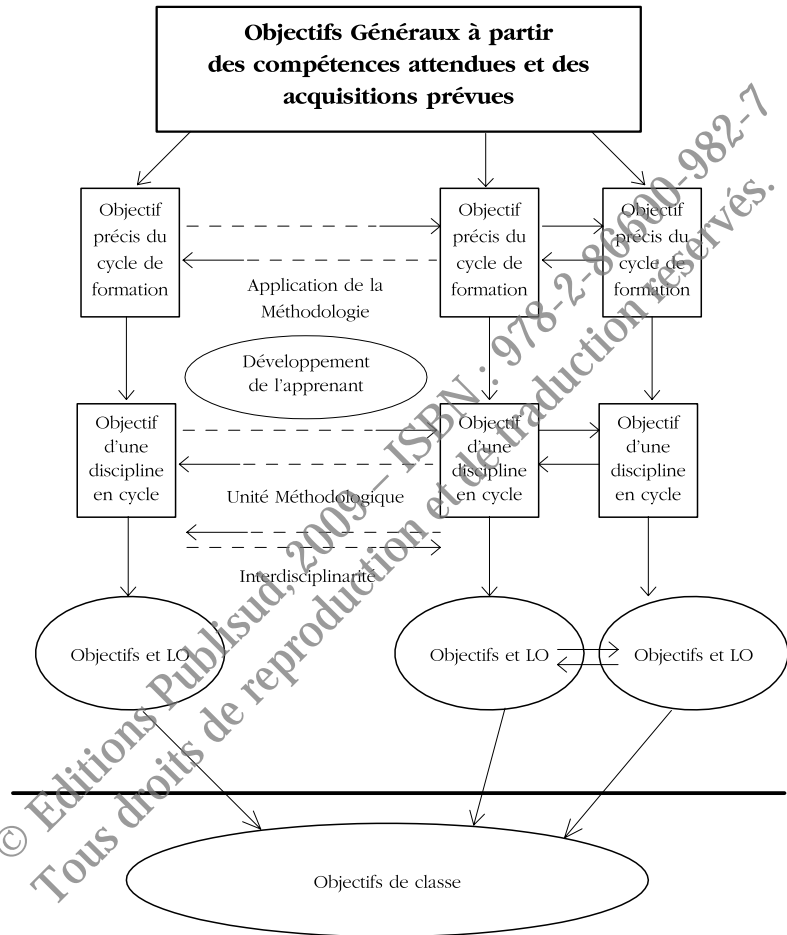 Objectifs Généraux à partir
des compétences attendues et des
acquisitions prévues
Objectif
précis du
cycle de
formation
Objectif
précis du
cycle de
formation
Objectif
précis du
cycle de
formation
Application de la
Méthodologie
Développement
de l'apprenant
Objectif
d'une
discipline
en cycle
Objectif
d'une
discipline
en cycle
Objectif
d'une
discipline
en cycle
Unité Méthodologique
Interdisciplinarité
Objectifs et LO
Objectifs et LO
Objectifs et LO
Objectifs de classe
© Editions Publisud, 2009 – ISBN : 978-2-86600-982-7
Tous droits de reproduction et de traduction réservés.